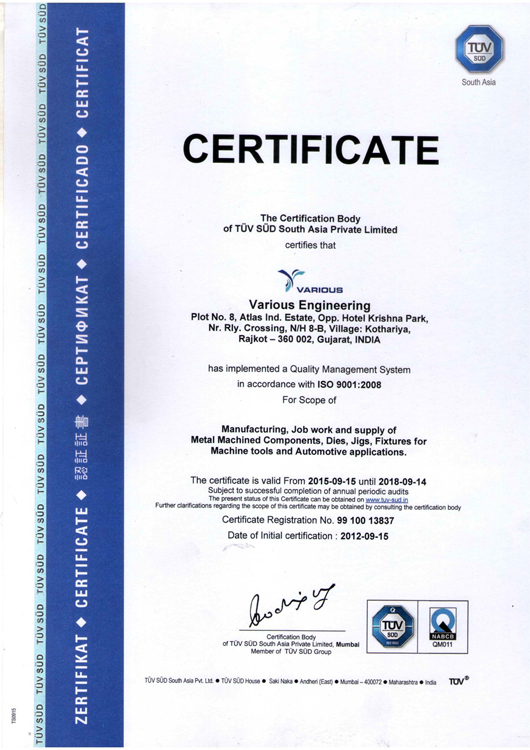 TÜV
SÜD
South Asia
CERTIFICATE
The Certification Body
of TÜV SÜD South Asia Private Limited
certifies that
VARIOUS
Various Engineering
Plot No. 8, Atlas Ind. Estate, Opp. Hotel Krishna Park,
Nr. Rly. Crossing, N/H 8-B, Village: Kothariya,
Rajkot – 360 002, Gujarat, INDIA
has implemented a Quality Management System
in accordance with ISO 9001:2008
For Scope of
Manufacturing, Job work and supply of
Metal Machined Components, Dies, Jigs, Fixtures for
Machine tools and Automotive applications.
The certificate is valid From 2015-09-15 until 2018-09-14
Subject to successful completion of annual periodic audits
The present status of this Certificate can be obtained on www.tuv-sud.in
Further clarifications regarding the scope of this certificate may be obtained by consulting the certification body
Certificate Registration No. 99 100 13837
Date of Initial certification : 2012-09-15
Certification Body
of TÜV SÜD South Asia Private Limited, Mumbai
Member of TÜV SÜD Group
TÜV
SÜD
NABCB
QM011
TÜV SÜD South Asia Pvt. Ltd. ● TÜV SÜD House ● Saki Naka ● Andheri (East) ● Mumbai – 400072 ● Maharashtra ● India TÜV®
ZERTIFIKAT ◆ CERTIFICATE ◆ 認証証書 ◆ СЕРТИФИКАТ ◆ CERTIFICADO ◆ CERTIFICAT
TÜV SÜD TÜV SÜD TÜV SÜD TÜV SÜD TÜV SÜD TÜV SÜD TÜV SÜD TÜV SÜD TÜV SÜD TÜV SÜD TÜV SÜD TÜV SÜD TÜV SÜD